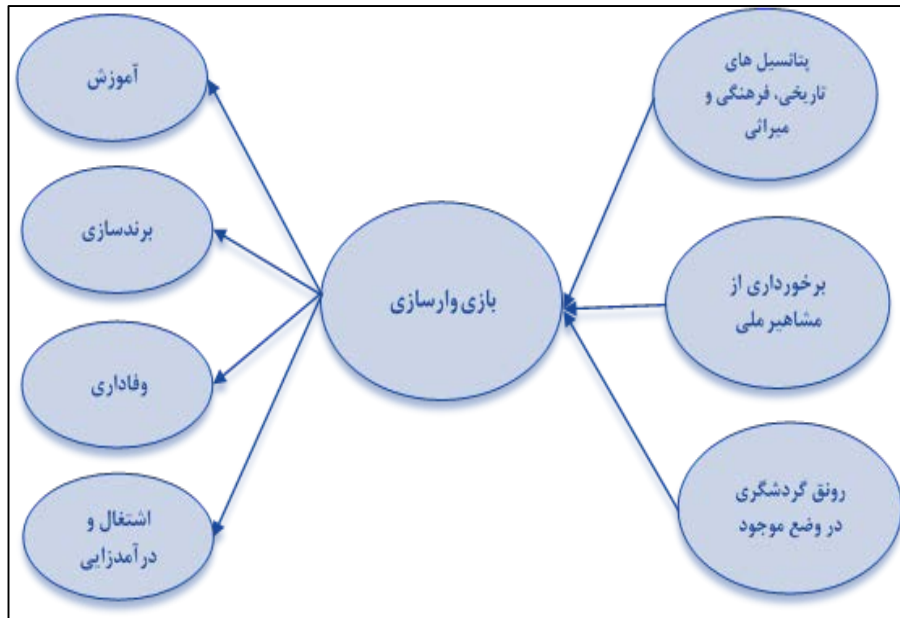 پتانسیل های
تاریخی، فرهنگی و
میراثی
برخورداری از
مشاهیر ملی
رونق گردشگری
در وضع موجود
بازی وارسازی
آموزش
برندسازی
وفاداری
اشتغال و
درآمدزایی